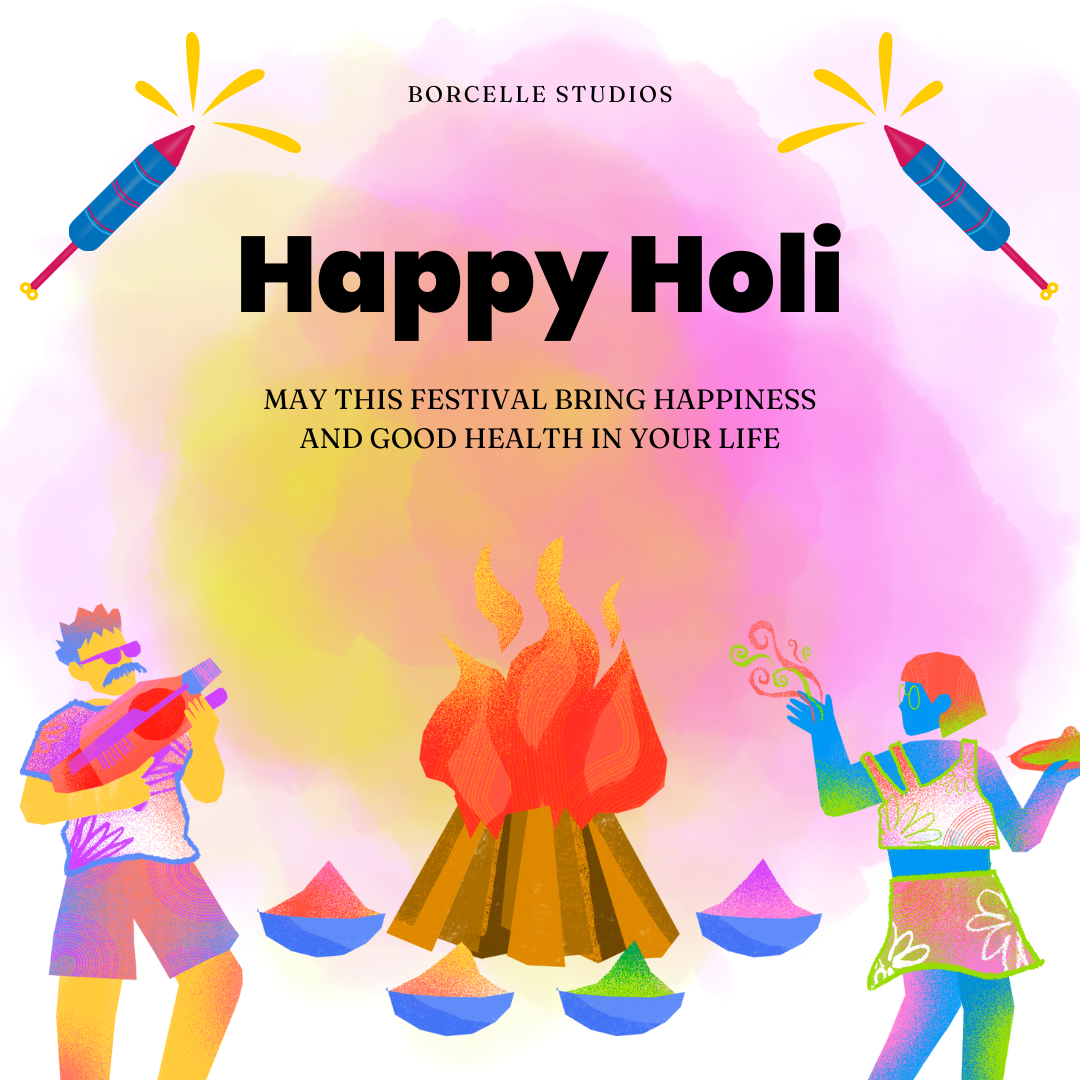 BORCELLE STUDIOS
Happy Holi
MAY THIS FESTIVAL BRING HAPPINESS
AND GOOD HEALTH IN YOUR LIFE